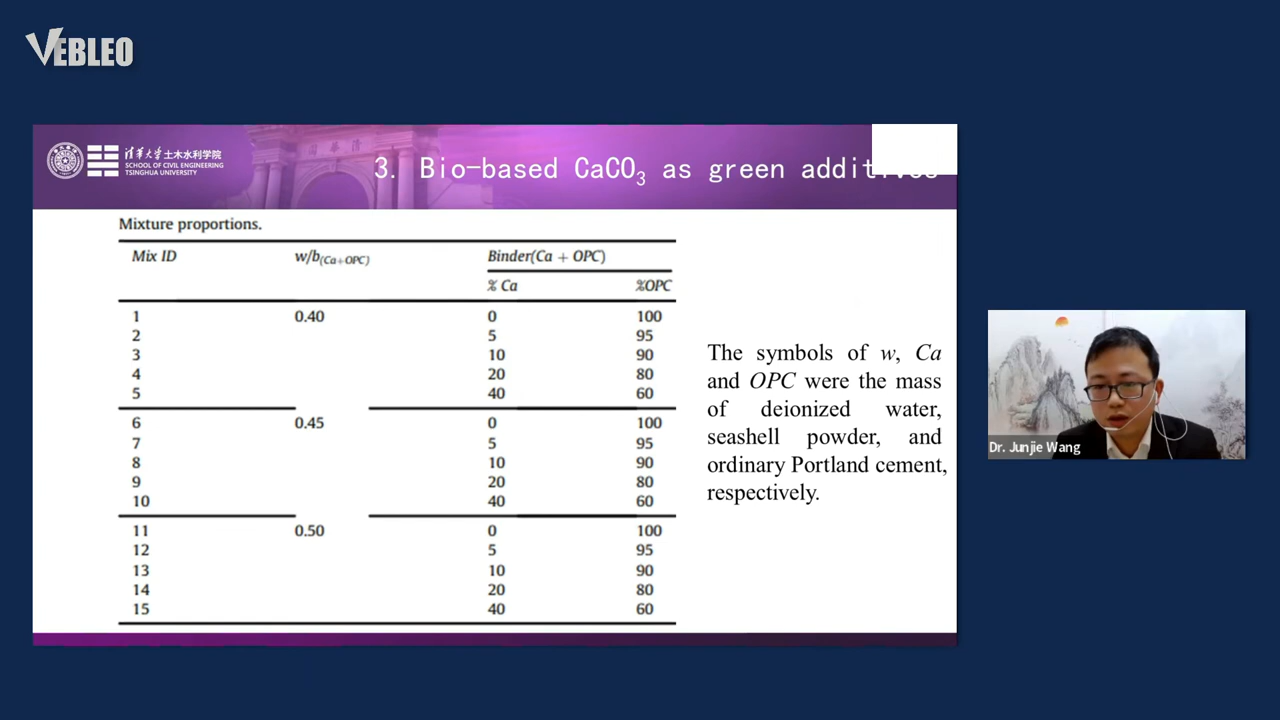 VEBLEO
清华大学土木水利学院
SCHOOL OF CIVIL ENGINEERING
TSINGHUA UNIVERSITY
3. Bio-based CaCO₃ as green additives
Mixture proportions.
Mix ID w/b(Ca+OPC) Binder(Ca + OPC)
% Ca %OPC
1 0.40 0 100
2 5 95
3 10 90
4 20 80
5 40 60
6 0.45 0 100
7 5 95
8 10 90
9 20 80
10 40 60
11 0.50 0 100
12 5 95
13 10 90
14 20 80
15 40 60
The symbols of w, Ca
and OPC were the mass
of deionized water,
seashell powder, and
ordinary Portland cement,
respectively.
Dr. Junjie Wang